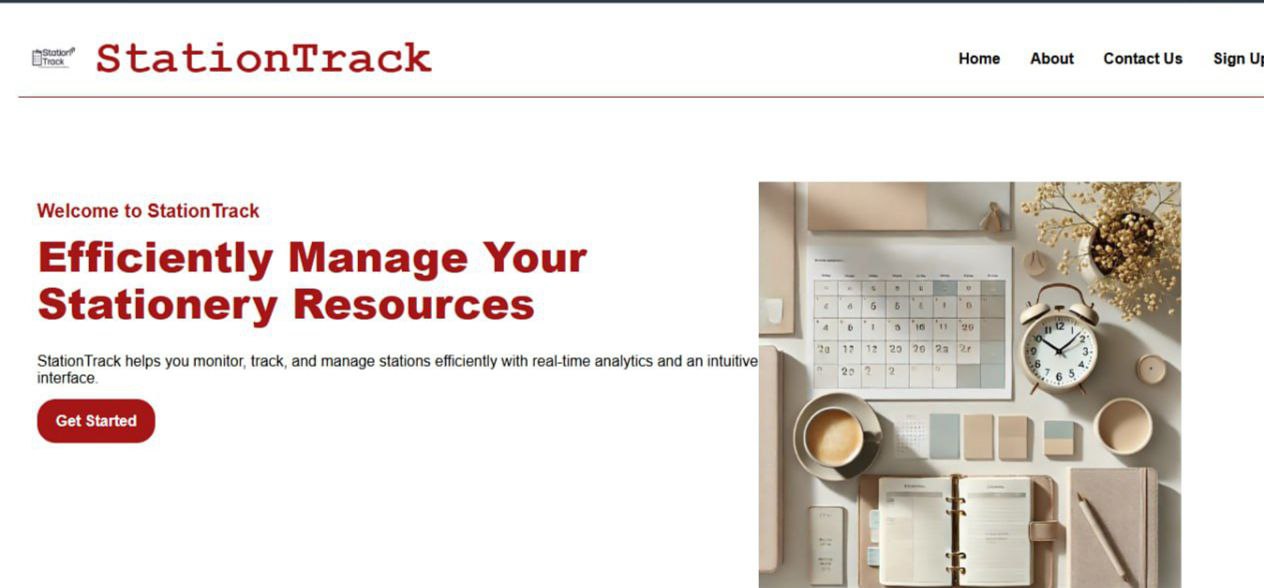 Station
Track
StationTrack
Home About Contact Us Sign Up
Welcome to StationTrack
Efficiently Manage Your
Stationery Resources
StationTrack helps you monitor, track, and manage stations efficiently with real-time analytics and an intuitive
interface.
Get Started
12